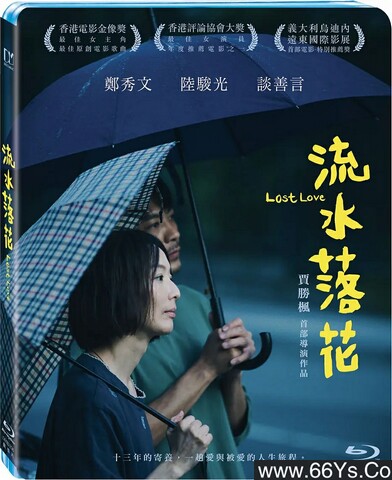 香港電影金像獎
最佳女主角
最佳原創電影歌曲
香港評論協會大獎
最佳女演員
年度推薦電影之一
義大利烏迪內
遠東國際影展
首部電影 特別推薦獎
鄭秀文 陸駿光 談善言
流水落花
Lost Love
賈勝楓 首部導演作品
流水落花
Lost Love
十三年的寄養，一趟愛與被愛的人生旅程。
www.66Ys.Co